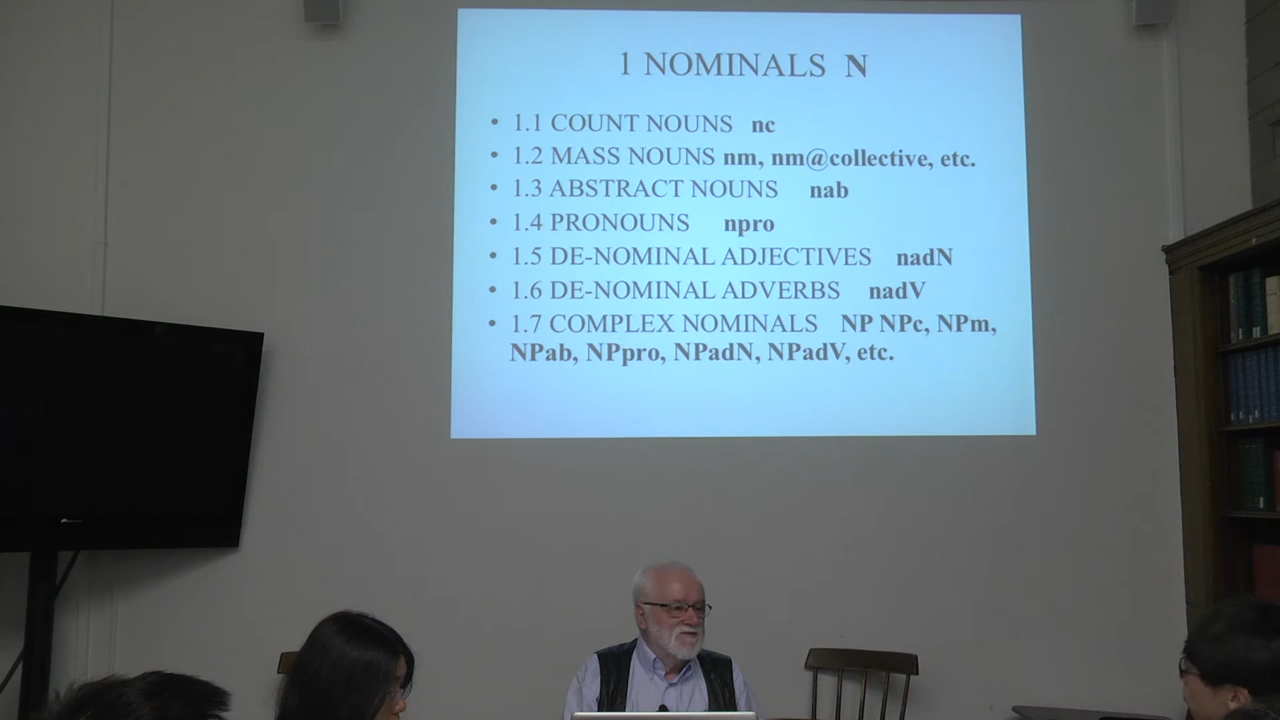 1 NOMINALS N
• 1.1 COUNT NOUNS nc
• 1.2 MASS NOUNS nm, nm@collective, etc.
• 1.3 ABSTRACT NOUNS nab
• 1.4 PRONOUNS npro
• 1.5 DE-NOMINAL ADJECTIVES nadN
• 1.6 DE-NOMINAL ADVERBS nadV
• 1.7 COMPLEX NOMINALS NP NPc, NPm,
NPab, NPpro, NPadN, NPadV, etc.